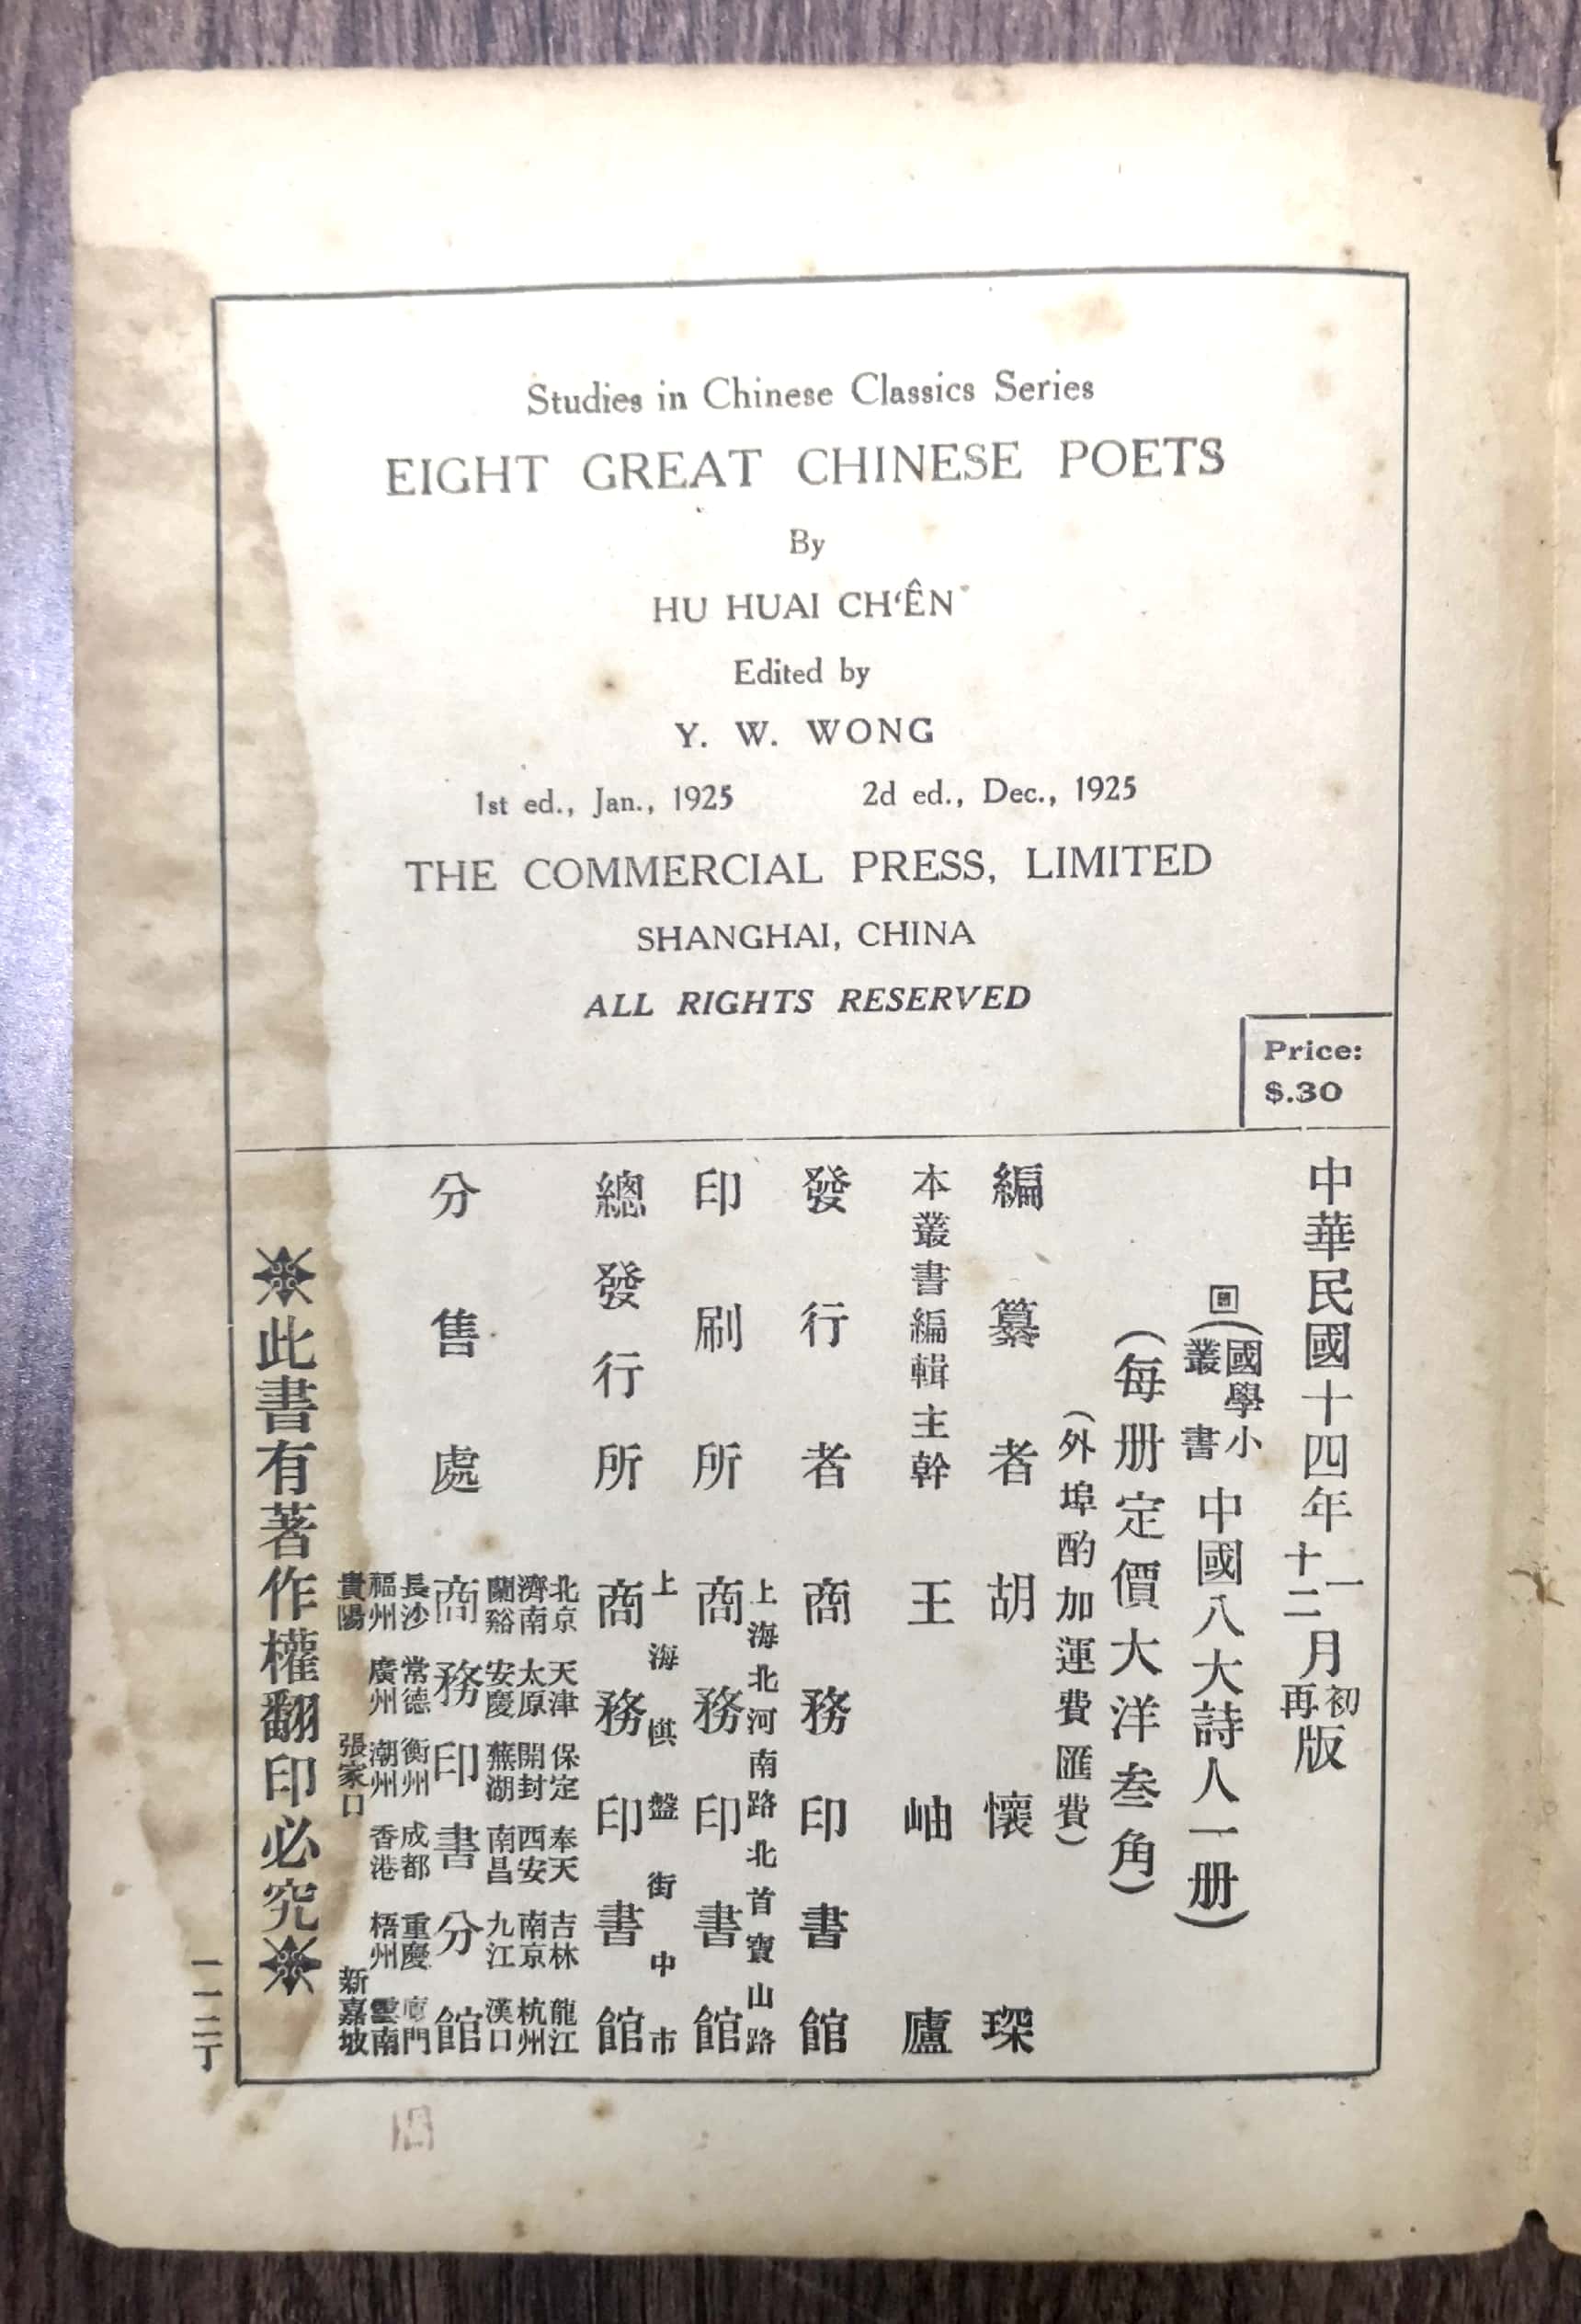 Studies in Chinese Classics Series
EIGHT GREAT CHINESE POETS
By
HU HUAI CH‘ÊN
Edited by
Y. W. WONG
1st ed., Jan., 1925 2d ed., Dec., 1925
THE COMMERCIAL PRESS, LIMITED
SHANGHAI, CHINA
ALL RIGHTS RESERVED
Price:
$.30
中華民國十四年
一月初版
十二月再版
國學小叢書
中國八大詩人一册)
(每册定價大洋叁角)
(外埠酌加運費匯費)
編纂者 胡懷琛
本叢書編輯主幹 王岫廬
發行者 商務印書館
上海北河南路北首寶山路
印刷所 商務印書館
上海棋盤街中市
總發行所 商務印書館
北京 天津 保定 奉天 吉林 龍江
濟南 太原 開封 西安 南京 杭州
蘭谿 安慶 蕪湖 南昌 九江 漢口
分售處 商務印書分館
長沙 常德 衡州 成都 重慶 廈門
福州 廣州 潮州 香港 梧州 雲南
貴陽 張家口 新嘉坡
※此書有著作權翻印必究※